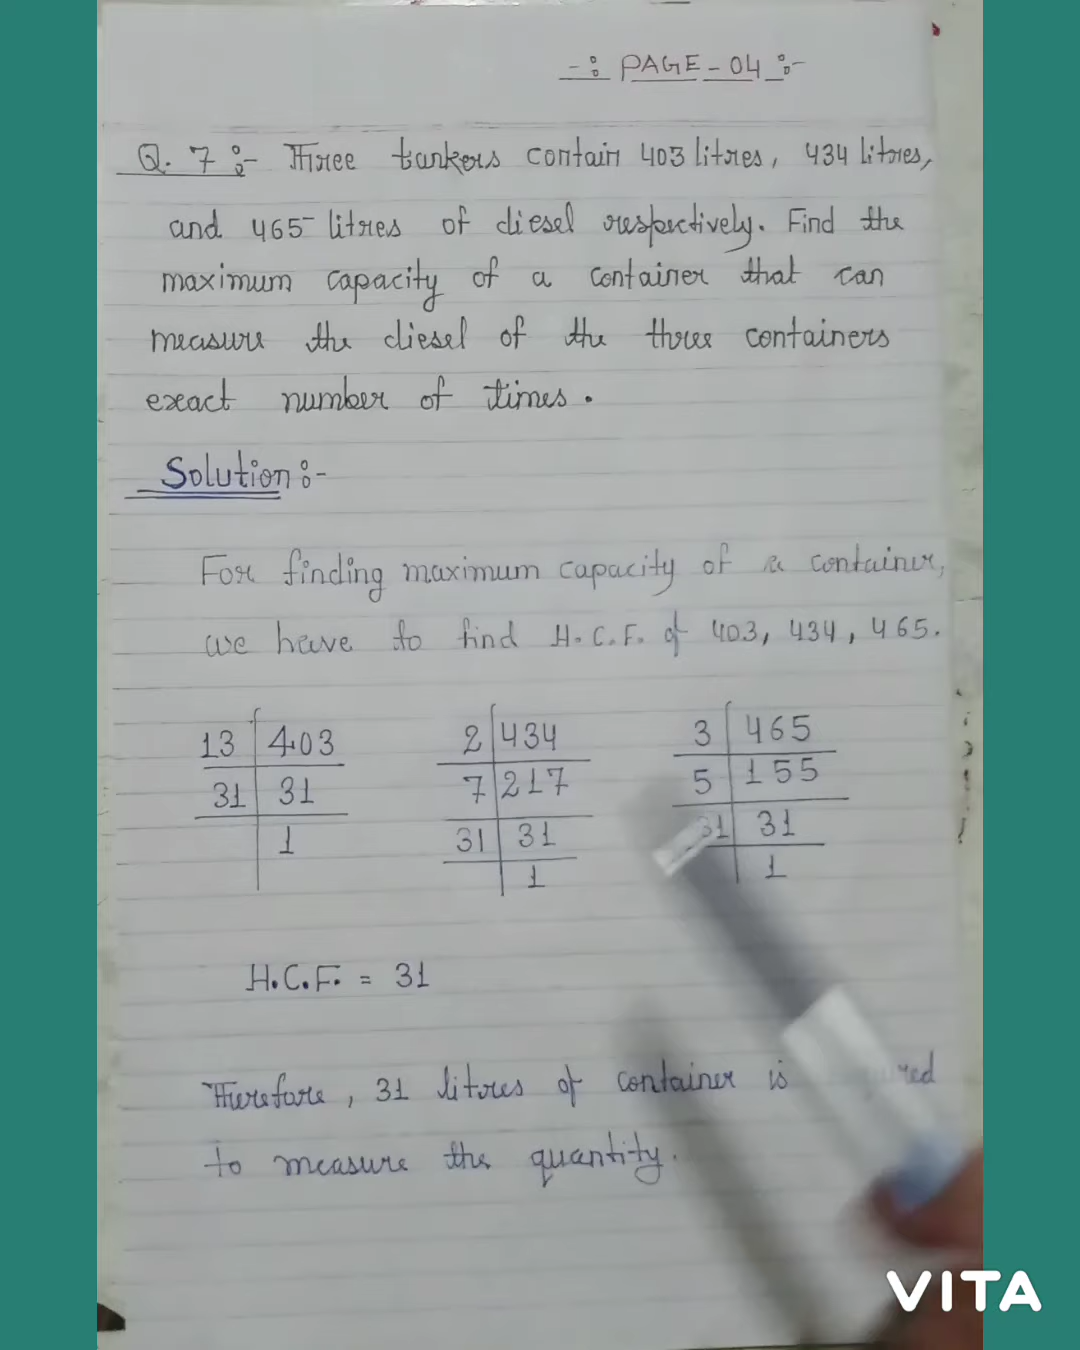 -: PAGE-04 :-
Q. 7 :- Three tankers contain 403 litres, 434 litres,
and 465 litres of diesel respectively. Find the
maximum capacity of a container that can
measure the diesel of the three containers
exact number of times.
Solution :-
For finding maximum capacity of a container,
we have to find H.C.F. of 403, 434, 465.
13 | 403   2 | 434   3 | 465
31 | 31   7 | 217   5 | 155
| 1   31 | 31   31 | 31
| 1   | 1
H.C.F. = 31
Therefore, 31 litres of container is
to measure the quantity.
VITA